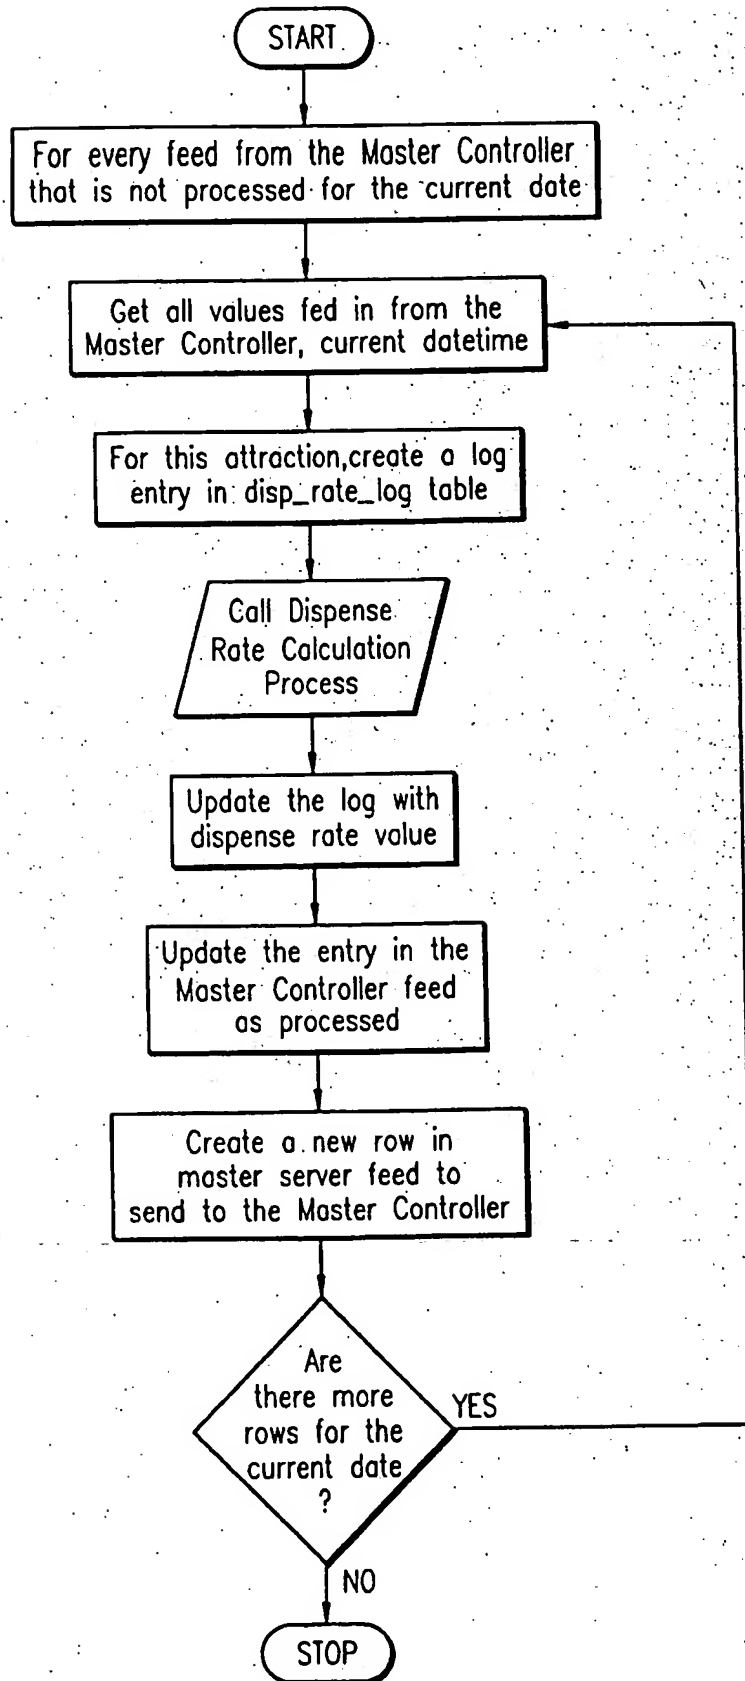 START
For every feed from the Master Controller
that is not processed for the current date
Get all values fed in from the
Master Controller, current datetime
For this attraction,create a log
entry in disp_rate_log table
Call Dispense
Rate Calculation
Process
Update the log with
dispense rate value
Update the entry in the
Master Controller feed
as processed
Create a new row in
master server feed to
send to the Master Controller
Are
there more
rows for the
current date
?
YES
NO
STOP